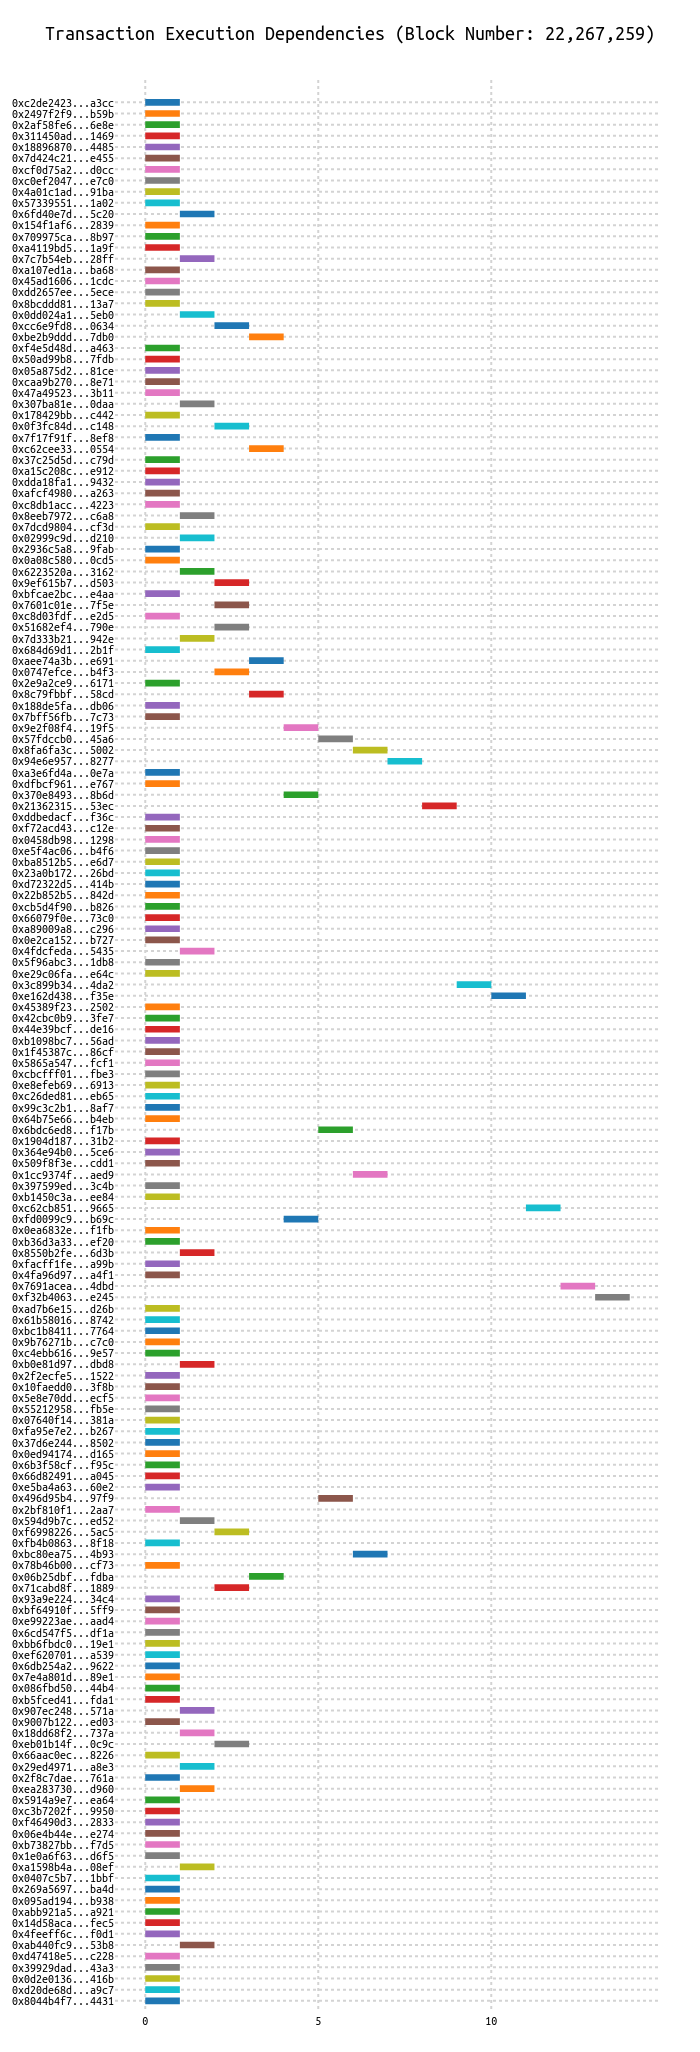 Transaction Execution Dependencies (Block Number: 22,267,259)
0xc2de2423...a3cc
0x2497f2f9...b59b
0x2af58fe6...6e8e
0x311450ad...1469
0x18896870...4485
0x7d424c21...e455
0xcf0d75a2...d0cc
0xc0ef2047...e7c0
0x4a01c1ad...91ba
0x57339551...1a02
0x6fd40e7d...5c20
0x154f1af6...2839
0x709975ca...8b97
0xa4119bd5...1a9f
0x7c7b54eb...28ff
0xa107ed1a...ba68
0x45ad1606...1cdc
0xdd2657ee...5ece
0x8bcddd81...13a7
0x0dd024a1...5eb0
0xcc6e9fd8...0634
0xbe2b9ddd...7db0
0xf4e5d48d...a463
0x50ad99b8...7fdb
0x05a875d2...81ce
0xcaa9b270...8e71
0x47a49523...3b11
0x307ba81e...0daa
0x178429bb...c442
0x0f3fc84d...c148
0x7f17f91f...8ef8
0xc62cee33...0554
0x37c25d5d...c79d
0xa15c208c...e912
0xdda18fa1...9432
0xafcf4980...a263
0xc8db1acc...4223
0x8eeb7972...c6a8
0x7dcd9804...cf3d
0x02999c9d...d210
0x2936c5a8...9fab
0x0a08c580...0cd5
0x6223520a...3162
0x9ef615b7...d503
0xbfcae2bc...e4aa
0x7601c01e...7f5e
0xc8d03fdf...e2d5
0x51682ef4...790e
0x7d333b21...942e
0x684d69d1...2b1f
0xaee74a3b...e691
0x0747efce...b4f3
0x2e9a2ce9...6171
0x8c79fbbf...58cd
0x188de5fa...db06
0x7bff56fb...7c73
0x9e2f08f4...19f5
0x57fdccb0...45a6
0x8fa6fa3c...5002
0x94e6e957...8277
0xa3e6fd4a...0e7a
0xdfbcf961...e767
0x370e8493...8b6d
0x21362315...53ec
0xddbedacf...f36c
0xf72acd43...c12e
0x0458db98...1298
0xe5f4ac06...b4f6
0xba8512b5...e6d7
0x23a0b172...26bd
0xd72322d5...414b
0x22b852b5...842d
0xcb5d4f90...b826
0x66079f0e...73c0
0xa89009a8...c296
0x0e2ca152...b727
0x4fdcfeda...5435
0x5f96abc3...1db8
0xe29c06fa...e64c
0x3c899b34...4da2
0xe162d438...f35e
0x45389f23...2502
0x42cbc0b9...3fe7
0x44e39bcf...de16
0xb1098bc7...56ad
0x1f45387c...86cf
0x5865a547...fcf1
0xcbcfff01...fbe3
0xe8efeb69...6913
0xc26ded81...eb65
0x99c3c2b1...8af7
0x64b75e66...b4eb
0x6bdc6ed8...f17b
0x1904d187...31b2
0x364e94b0...5ce6
0x509f8f3e...cdd1
0x1cc9374f...aed9
0x397599ed...3c4b
0xb1450c3a...ee84
0xc62cb851...9665
0xfd0099c9...b69c
0x0ea6832e...f1fb
0xb36d3a33...ef20
0x8550b2fe...6d3b
0xfacff1fe...a99b
0x4fa96d97...a4f1
0x7691acea...4dbd
0xf32b4063...e245
0xad7b6e15...d26b
0x61b58016...8742
0xbc1b8411...7764
0x9b76271b...c7c0
0xc4ebb616...9e57
0xb0e81d97...dbd8
0x2f2ecfe5...1522
0x10faedd0...3f8b
0x5e8e70dd...ecf5
0x55212958...fb5e
0x07640f14...381a
0xfa95e7e2...b267
0x37d6e244...8502
0x0ed94174...d165
0x6b3f58cf...f95c
0x66d82491...a045
0xe5ba4a63...60e2
0x496d95b4...97f9
0x2bf810f1...2aa7
0x594d9b7c...ed52
0xf6998226...5ac5
0xfb4b0863...8f18
0xbc80ea75...4b93
0x78b46b00...cf73
0x06b25dbf...fdba
0x71cabd8f...1889
0x93a9e224...34c4
0xbf64910f...5ff9
0xe99223ae...aad4
0x6cd547f5...df1a
0xbb6fbdc0...19e1
0xef620701...a539
0x6db254a2...9622
0x7e4a801d...89e1
0x086fbd50...44b4
0xb5fced41...fda1
0x907ec248...571a
0x9007b122...ed03
0x18dd68f2...737a
0xeb01b14f...0c9c
0x66aac0ec...8226
0x29ed4971...a8e3
0x2f8c7dae...761a
0xea283730...d960
0x5914a9e7...ea64
0xc3b7202f...9950
0xf46490d3...2833
0x06e4b44e...e274
0xb73827bb...f7d5
0x1e0a6f63...d6f5
0xa1598b4a...08ef
0x0407c5b7...1bbf
0x269a5697...ba4d
0x095ad194...b938
0xabb921a5...a921
0x14d58aca...fec5
0x4feeff6c...f0d1
0xab440fc9...53b8
0xd47418e5...c228
0x39929dad...43a3
0x0d2e0136...416b
0xd20de68d...a9c7
0x8044b4f7...4431
0 5 10